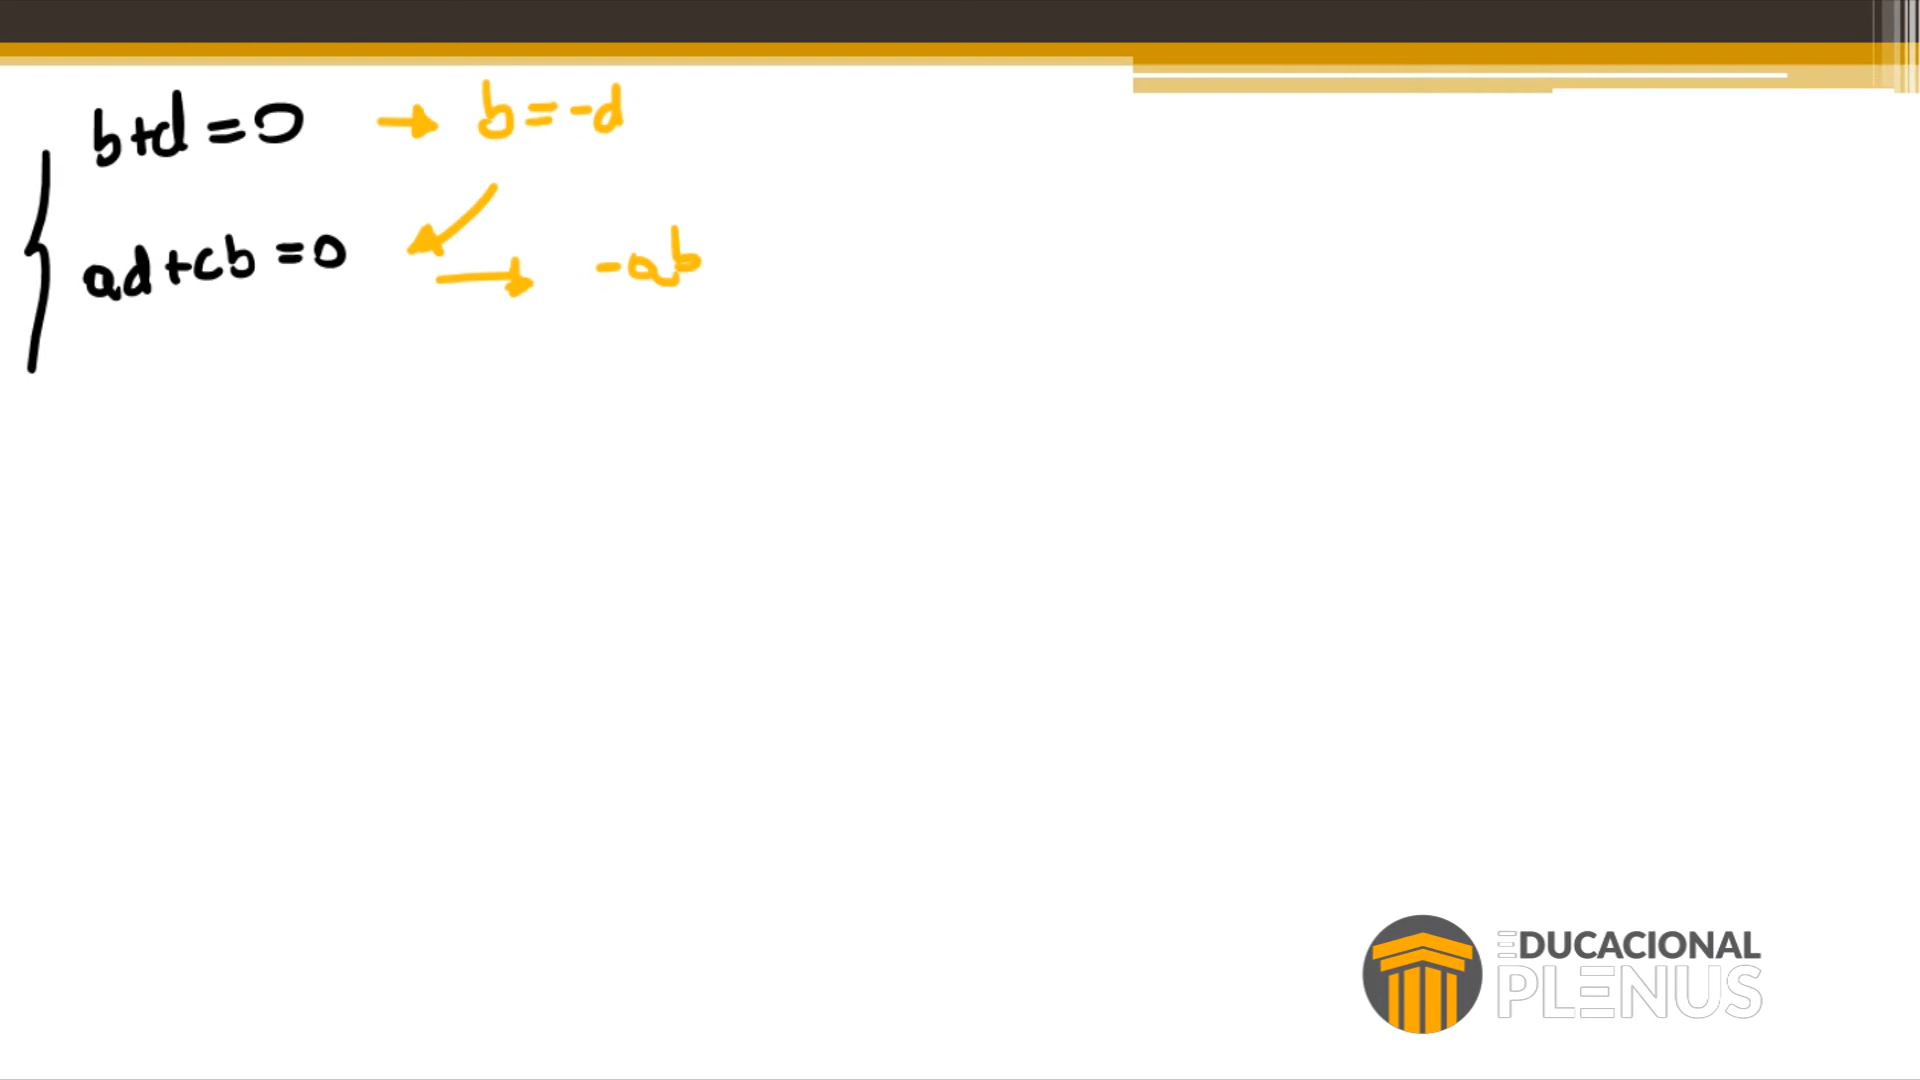 b+d=0 → b=-d
ad+cb=0 → -ab
EDUCACIONAL
PLENUS